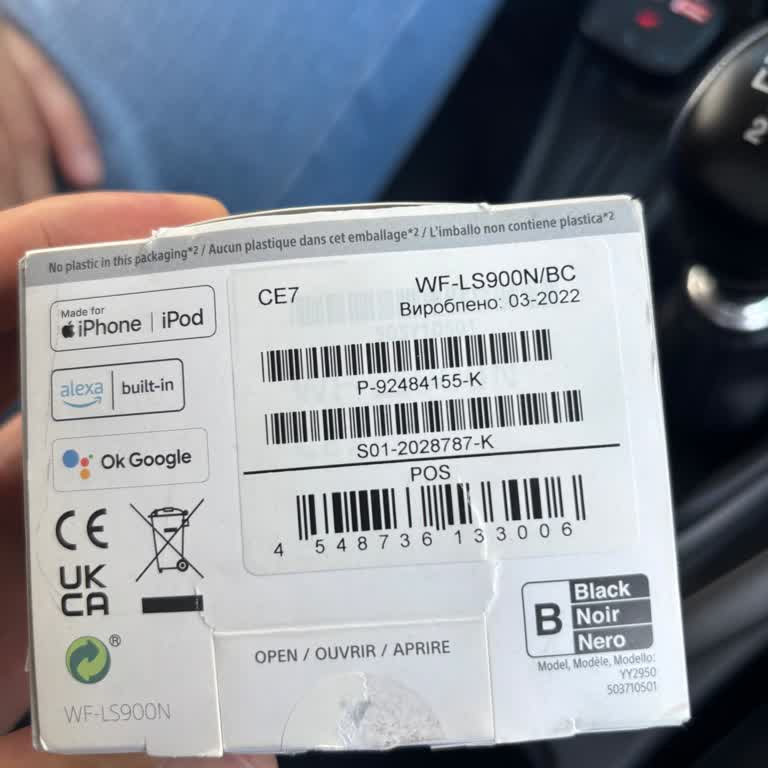 No plastic in this packaging*2 / Aucun plastique dans cet emballage*2 / L'imballo non contiene plastica*2
Made for
iPhone | iPod
alexa | built-in
Ok Google
CE
UK
CA
®
WF-LS900N
CE7
WF-LS900N/BC
Вироблено: 03-2022
P-92484155-K
S01-2028787-K
POS
4 548736 133006
OPEN / OUVRIR / APRIRE
B
Black
Noir
Nero
Model, Modèle, Modello:
YY2950
503710501
2